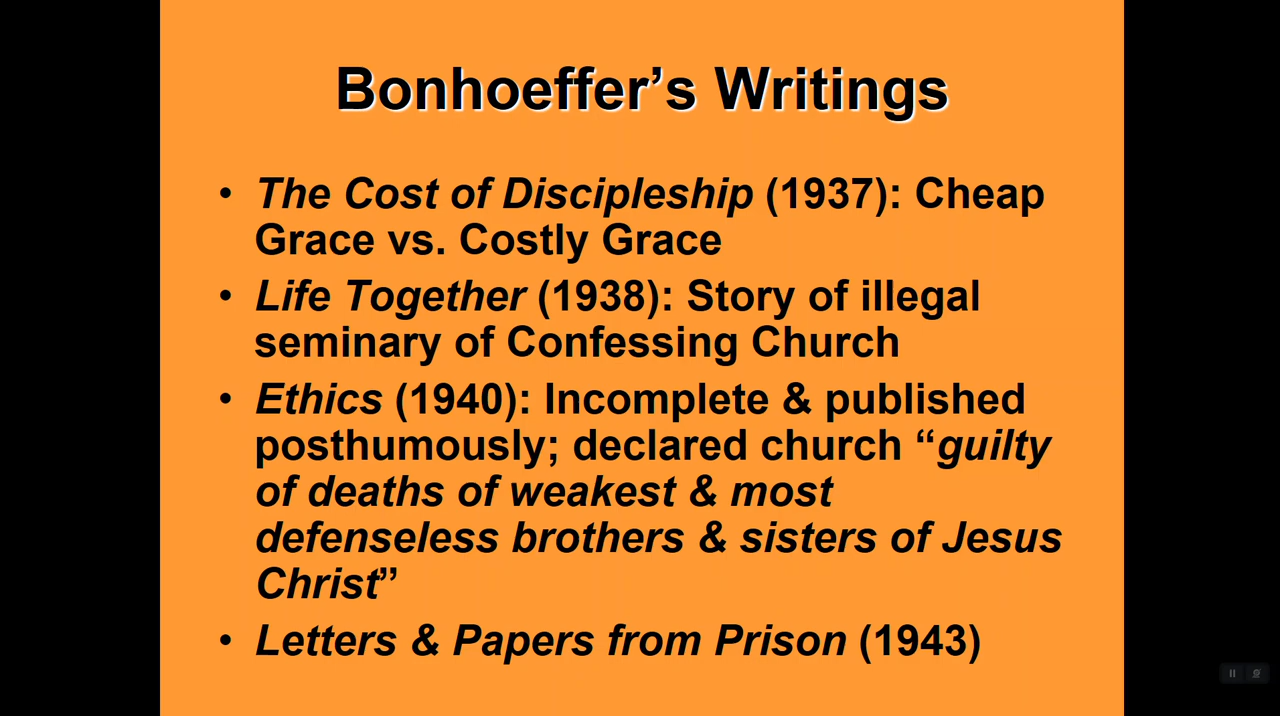 Bonhoeffer’s Writings
• The Cost of Discipleship (1937): Cheap
Grace vs. Costly Grace
• Life Together (1938): Story of illegal
seminary of Confessing Church
• Ethics (1940): Incomplete & published
posthumously; declared church “guilty
of deaths of weakest & most
defenseless brothers & sisters of Jesus
Christ”
• Letters & Papers from Prison (1943)